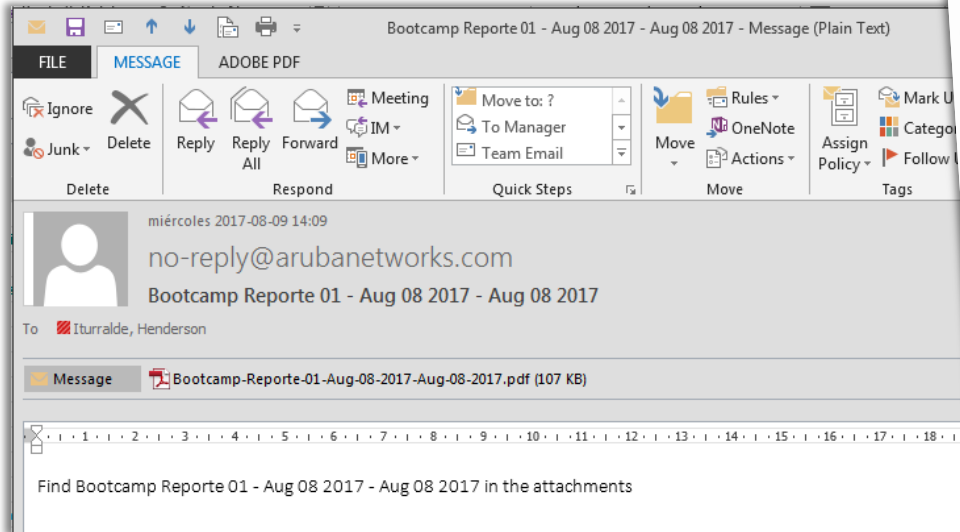 Bootcamp Reporte 01 - Aug 08 2017 - Aug 08 2017 - Message (Plain Text)
FILE MESSAGE ADOBE PDF
Ignore
Junk
Delete
Reply
Reply All
Forward
Meeting
IM
More
Move to: ?
To Manager
Team Email
Move
Rules
OneNote
Actions
Assign Policy
Mark U
Categor
Follow
Delete Respond Quick Steps Move Tags
miércoles 2017-08-09 14:09
no-reply@arubanetworks.com
Bootcamp Reporte 01 - Aug 08 2017 - Aug 08 2017
To Iturralde, Henderson
Message Bootcamp-Reporte-01-Aug-08-2017-Aug-08-2017.pdf (107 KB)
1 2 3 4 5 6 7 8 9 10 11 12 13 14 15 16 17 18
Find Bootcamp Reporte 01 - Aug 08 2017 - Aug 08 2017 in the attachments